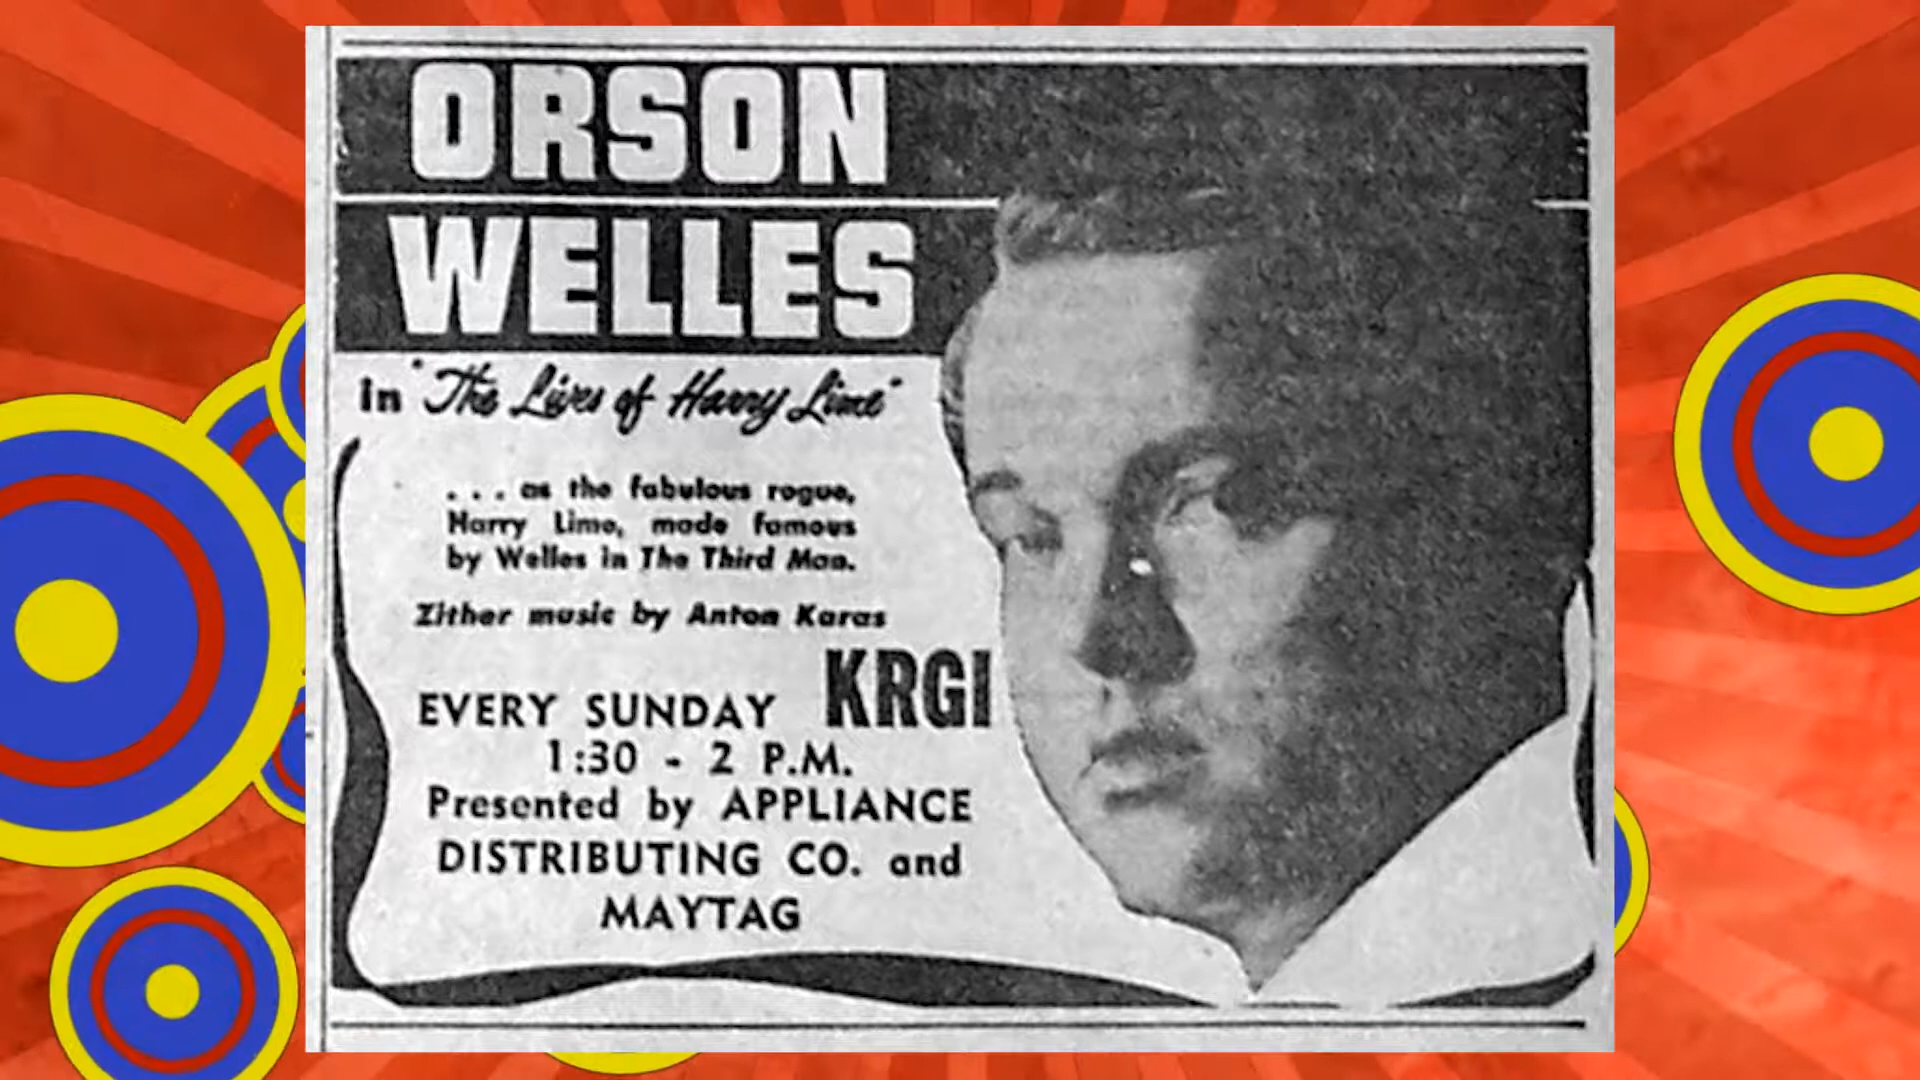 ORSON
WELLES
in "The Lives of Harry Lime"
. . . as the fabulous rogue,
Harry Lime, made famous
by Welles in The Third Man.
Zither music by Anton Karas
KRGI
EVERY SUNDAY
1:30 - 2 P.M.
Presented by APPLIANCE
DISTRIBUTING CO. and
MAYTAG